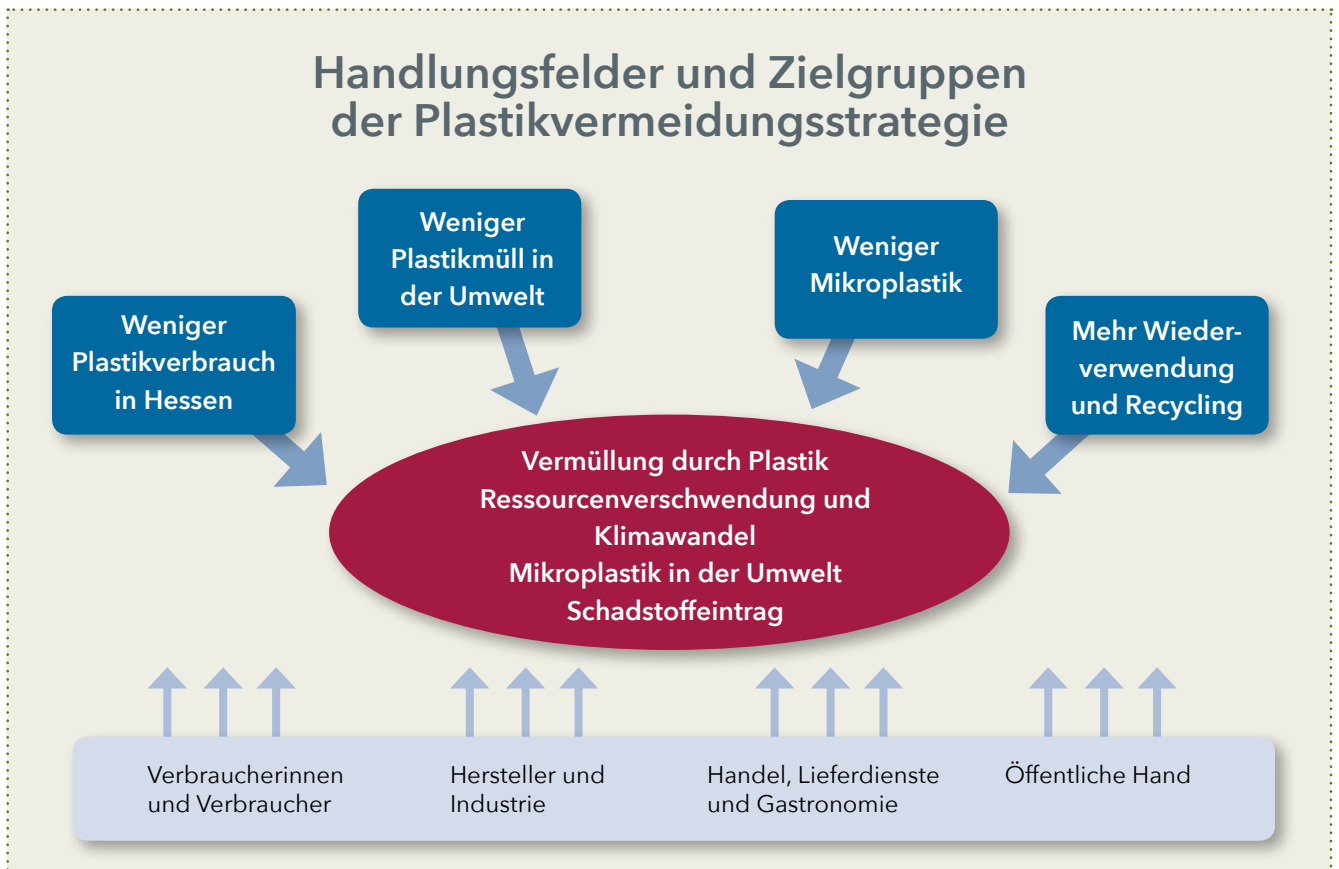 Handlungsfelder und Zielgruppen
der Plastikvermeidungsstrategie
Weniger
Plastikverbrauch
in Hessen
Weniger
Plastikmüll in
der Umwelt
Weniger
Mikroplastik
Mehr Wieder-
verwendung
und Recycling
Vermüllung durch Plastik
Ressourcenverschwendung und
Klimawandel
Mikroplastik in der Umwelt
Schadstoffeintrag
Verbraucherinnen
und Verbraucher
Hersteller und
Industrie
Handel, Lieferdienste
und Gastronomie
Öffentliche Hand